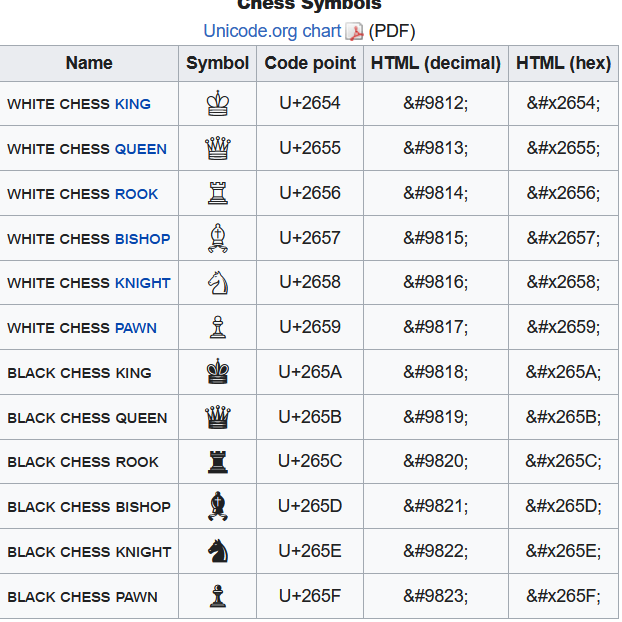 Chess Symbols
Unicode.org chart (PDF)
Name Symbol Code point HTML (decimal) HTML (hex)
WHITE CHESS KING ♔ U+2654 &#9812; &#x2654;
WHITE CHESS QUEEN ♕ U+2655 &#9813; &#x2655;
WHITE CHESS ROOK ♖ U+2656 &#9814; &#x2656;
WHITE CHESS BISHOP ♗ U+2657 &#9815; &#x2657;
WHITE CHESS KNIGHT ♘ U+2658 &#9816; &#x2658;
WHITE CHESS PAWN ♙ U+2659 &#9817; &#x2659;
BLACK CHESS KING ♚ U+265A &#9818; &#x265A;
BLACK CHESS QUEEN ♛ U+265B &#9819; &#x265B;
BLACK CHESS ROOK ♜ U+265C &#9820; &#x265C;
BLACK CHESS BISHOP ♝ U+265D &#9821; &#x265D;
BLACK CHESS KNIGHT ♞ U+265E &#9822; &#x265E;
BLACK CHESS PAWN ♟ U+265F &#9823; &#x265F;